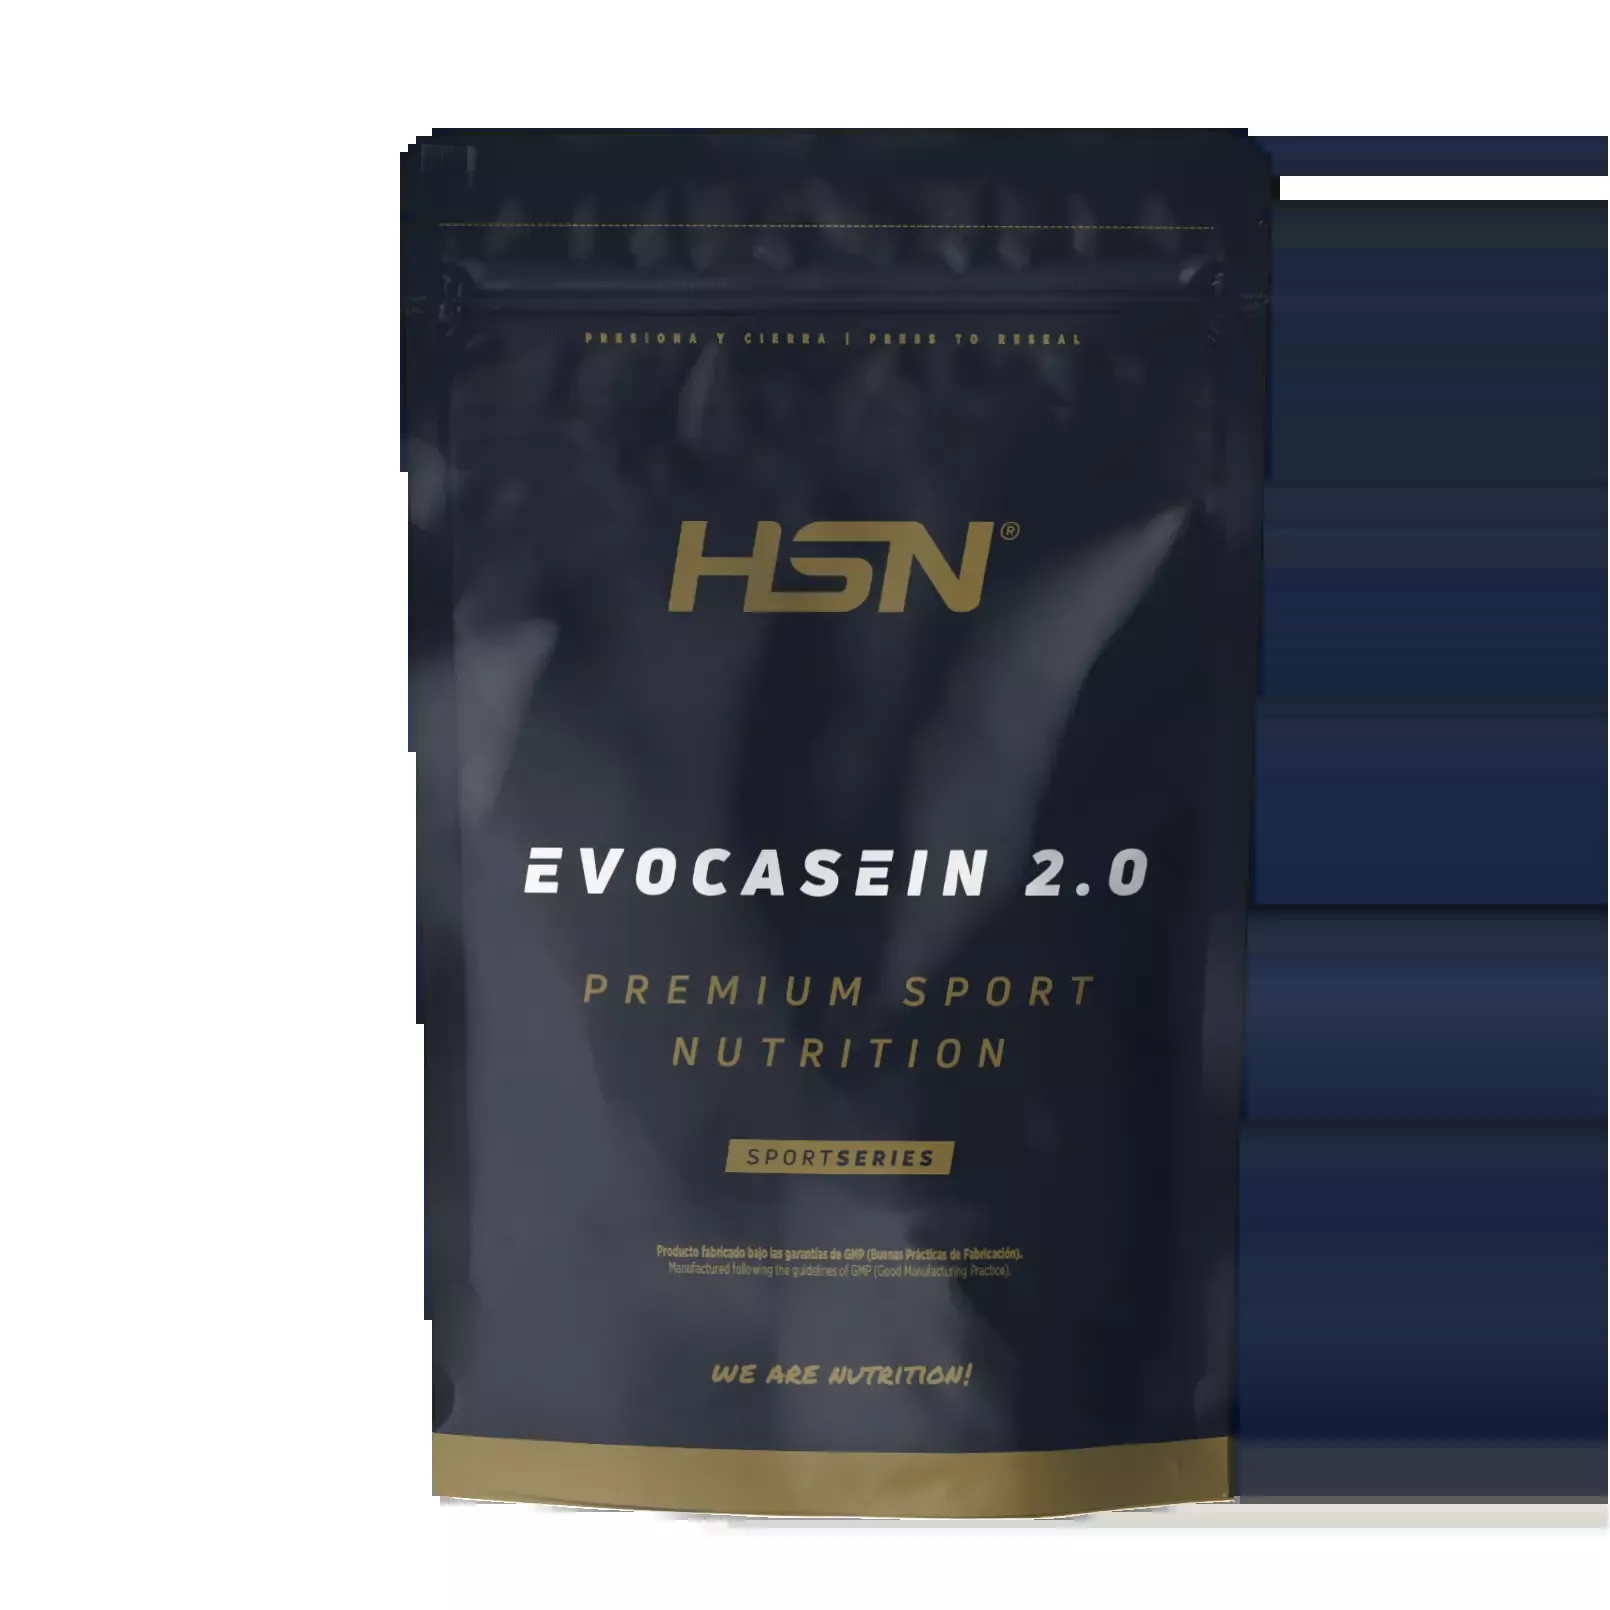 PRESIONA Y CIERRA | PRESS TO RESEAL
HSN®
EVOCASEIN 2.0
PREMIUM SPORT
NUTRITION
SPORTSERIES
Producto fabricado bajo las garantías de GMP (Buenas Prácticas de Fabricación).
Manufactured following the guidelines of GMP (Good Manufacturing Practice).
WE ARE NUTRITION!